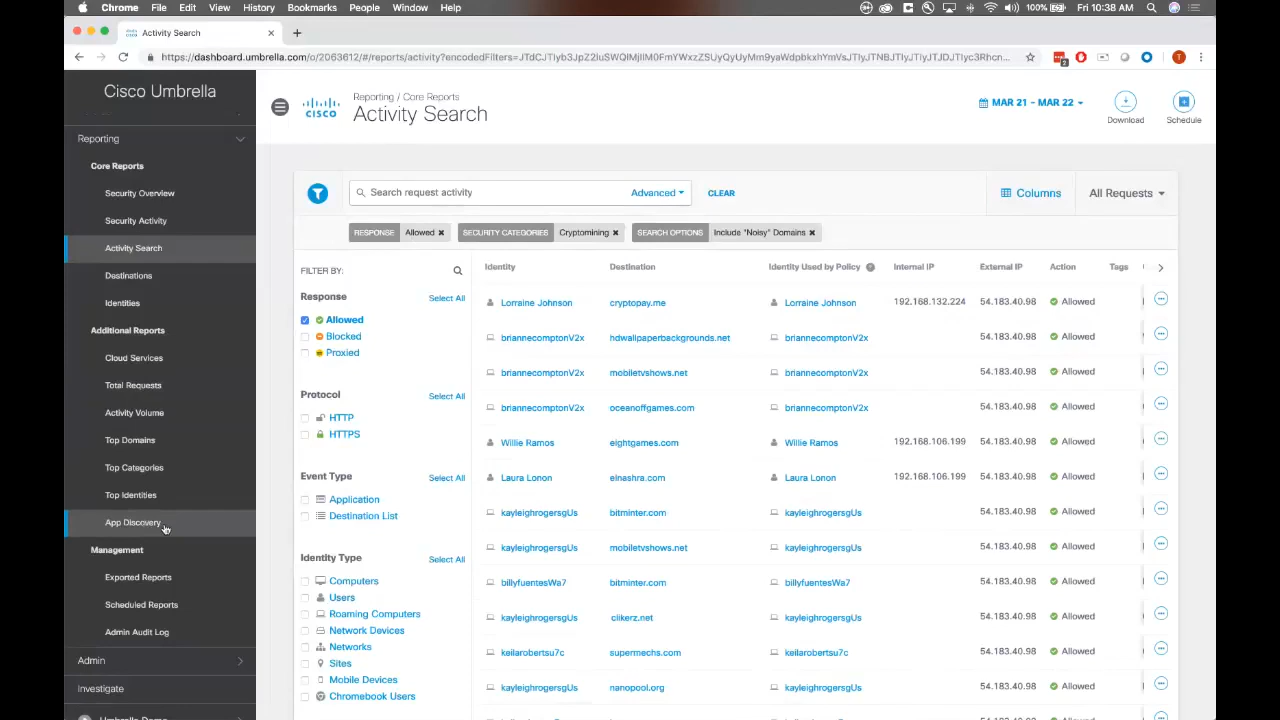 Chrome File Edit View History Bookmarks People Window Help 100% Fri 10:38 AM
Activity Search
https://dashboard.umbrella.com/o/2063612/#/reports/activity?encodedFilters=
T
Cisco Umbrella
Reporting
Core Reports
Security Overview
Security Activity
Activity Search
Destinations
Identities
Additional Reports
Cloud Services
Total Requests
Activity Volume
Top Domains
Top Categories
Top Identities
App Discovery
Management
Exported Reports
Scheduled Reports
Admin Audit Log
Admin
Investigate
CISCO
Reporting / Core Reports
Activity Search
MAR 21 - MAR 22
Download
Schedule
Search request activity Advanced CLEAR
Columns All Requests
RESPONSE Allowed SECURITY CATEGORIES Cryptomining SEARCH OPTIONS Include "Noisy" Domains
FILTER BY:
Response Select All
Allowed
Blocked
Proxied
Protocol Select All
HTTP
HTTPS
Event Type Select All
Application
Destination List
Identity Type Select All
Computers
Users
Roaming Computers
Network Devices
Networks
Sites
Mobile Devices
Chromebook Users
Identity Destination Identity Used by Policy Internal IP External IP Action Tags
Lorraine Johnson cryptopay.me Lorraine Johnson 192.168.132.224 54.183.40.98 Allowed
briannecomptonV2x hdwallpaperbackgrounds.net briannecomptonV2x 54.183.40.98 Allowed
briannecomptonV2x mobiletvshows.net briannecomptonV2x 54.183.40.98 Allowed
briannecomptonV2x oceanoffgames.com briannecomptonV2x 54.183.40.98 Allowed
Willie Ramos eightgames.com Willie Ramos 192.168.106.199 54.183.40.98 Allowed
Laura Lonon elnashra.com Laura Lonon 192.168.106.199 54.183.40.98 Allowed
kayleighrogersgUs bitminter.com kayleighrogersgUs 54.183.40.98 Allowed
kayleighrogersgUs mobiletvshows.net kayleighrogersgUs 54.183.40.98 Allowed
billyfuentesWa7 bitminter.com billyfuentesWa7 54.183.40.98 Allowed
kayleighrogersgUs clikerz.net kayleighrogersgUs 54.183.40.98 Allowed
keilarobertsu7c supermechs.com keilarobertsu7c 54.183.40.98 Allowed
kayleighrogersgUs nanopool.org kayleighrogersgUs 54.183.40.98 Allowed